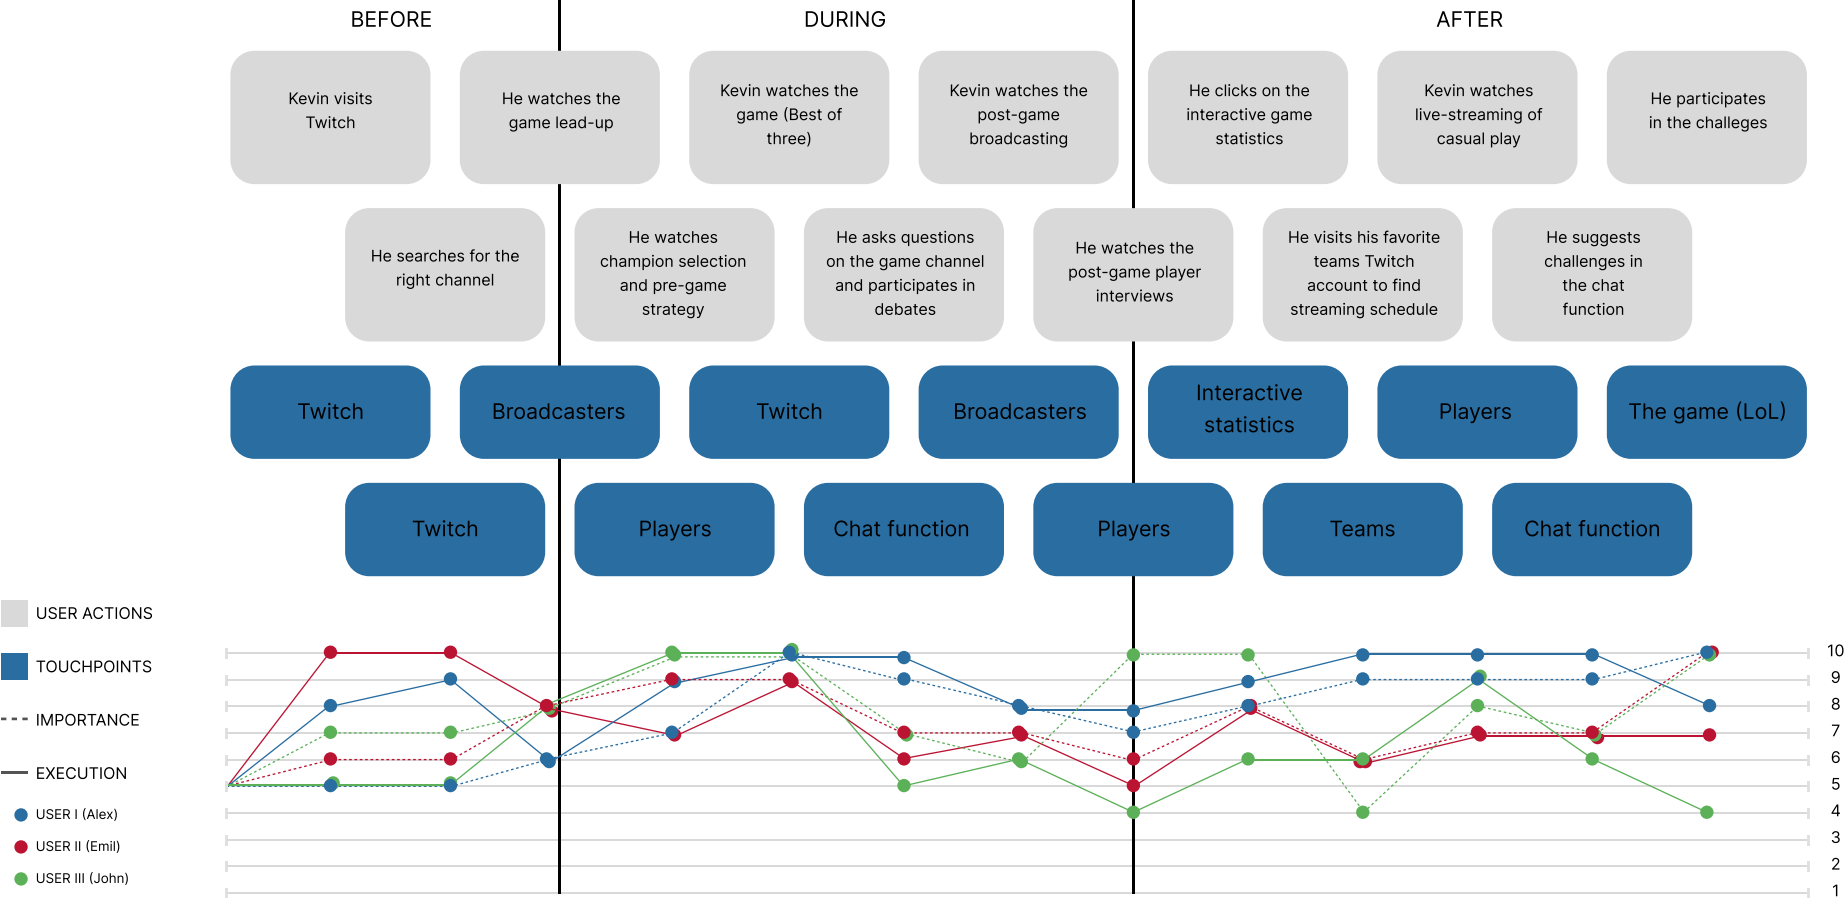 BEFORE
DURING
AFTER
Kevin visits
Twitch
He watches the
game lead-up
Kevin watches the
game (Best of
three)
Kevin watches the
post-game
broadcasting
He clicks on the
interactive game
statistics
Kevin watches
live-streaming of
casual play
He participates
in the challeges
He searches for the
right channel
He watches
champion selection
and pre-game
strategy
He asks questions
on the game channel
and participates in
debates
He watches the
post-game player
interviews
He visits his favorite
teams Twitch
account to find
streaming schedule
He suggests
challenges in
the chat
function
Twitch
Broadcasters
Twitch
Broadcasters
Interactive
statistics
Players
The game (LoL)
Twitch
Players
Chat function
Players
Teams
Chat function
USER ACTIONS
TOUCHPOINTS
IMPORTANCE
EXECUTION
USER I (Alex)
USER II (Emil)
USER III (John)
10
9
8
7
6
5
4
3
2
1